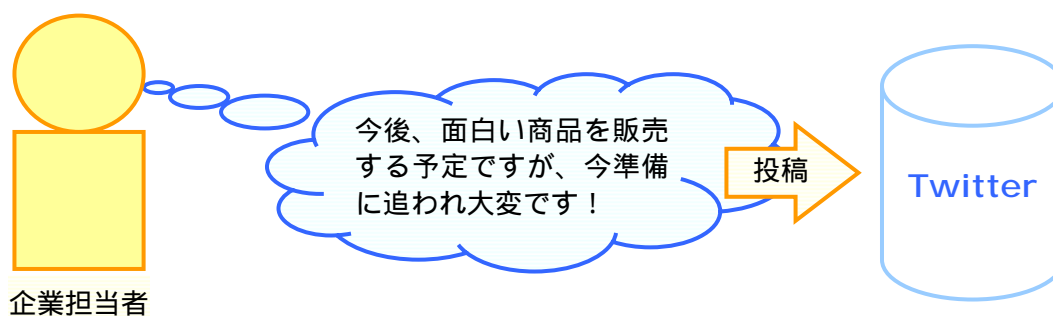 今後、面白い商品を販売
する予定ですが、今準備
に追われ大変です！
投稿
Twitter
企業担当者